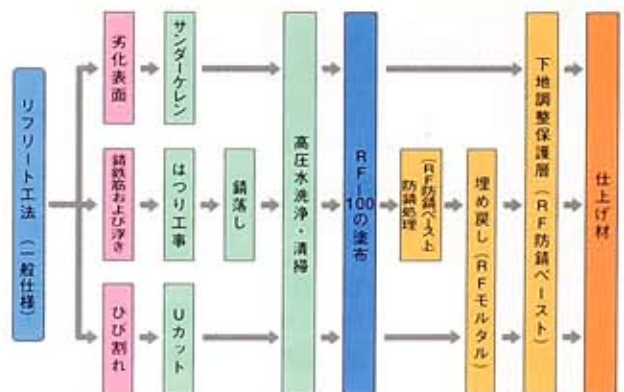 リフリート工法（一般仕様）
劣化表面
サンダーケレン
錆鉄筋および浮き
はつり工事
錆落し
ひび割れ
Uカット
高圧水洗浄・清掃
RF－100の塗布
防錆処理
（RF防錆ペースト）
埋め戻し（RFモルタル）
下地調整保護層（RF防錆ペースト）
仕上げ材